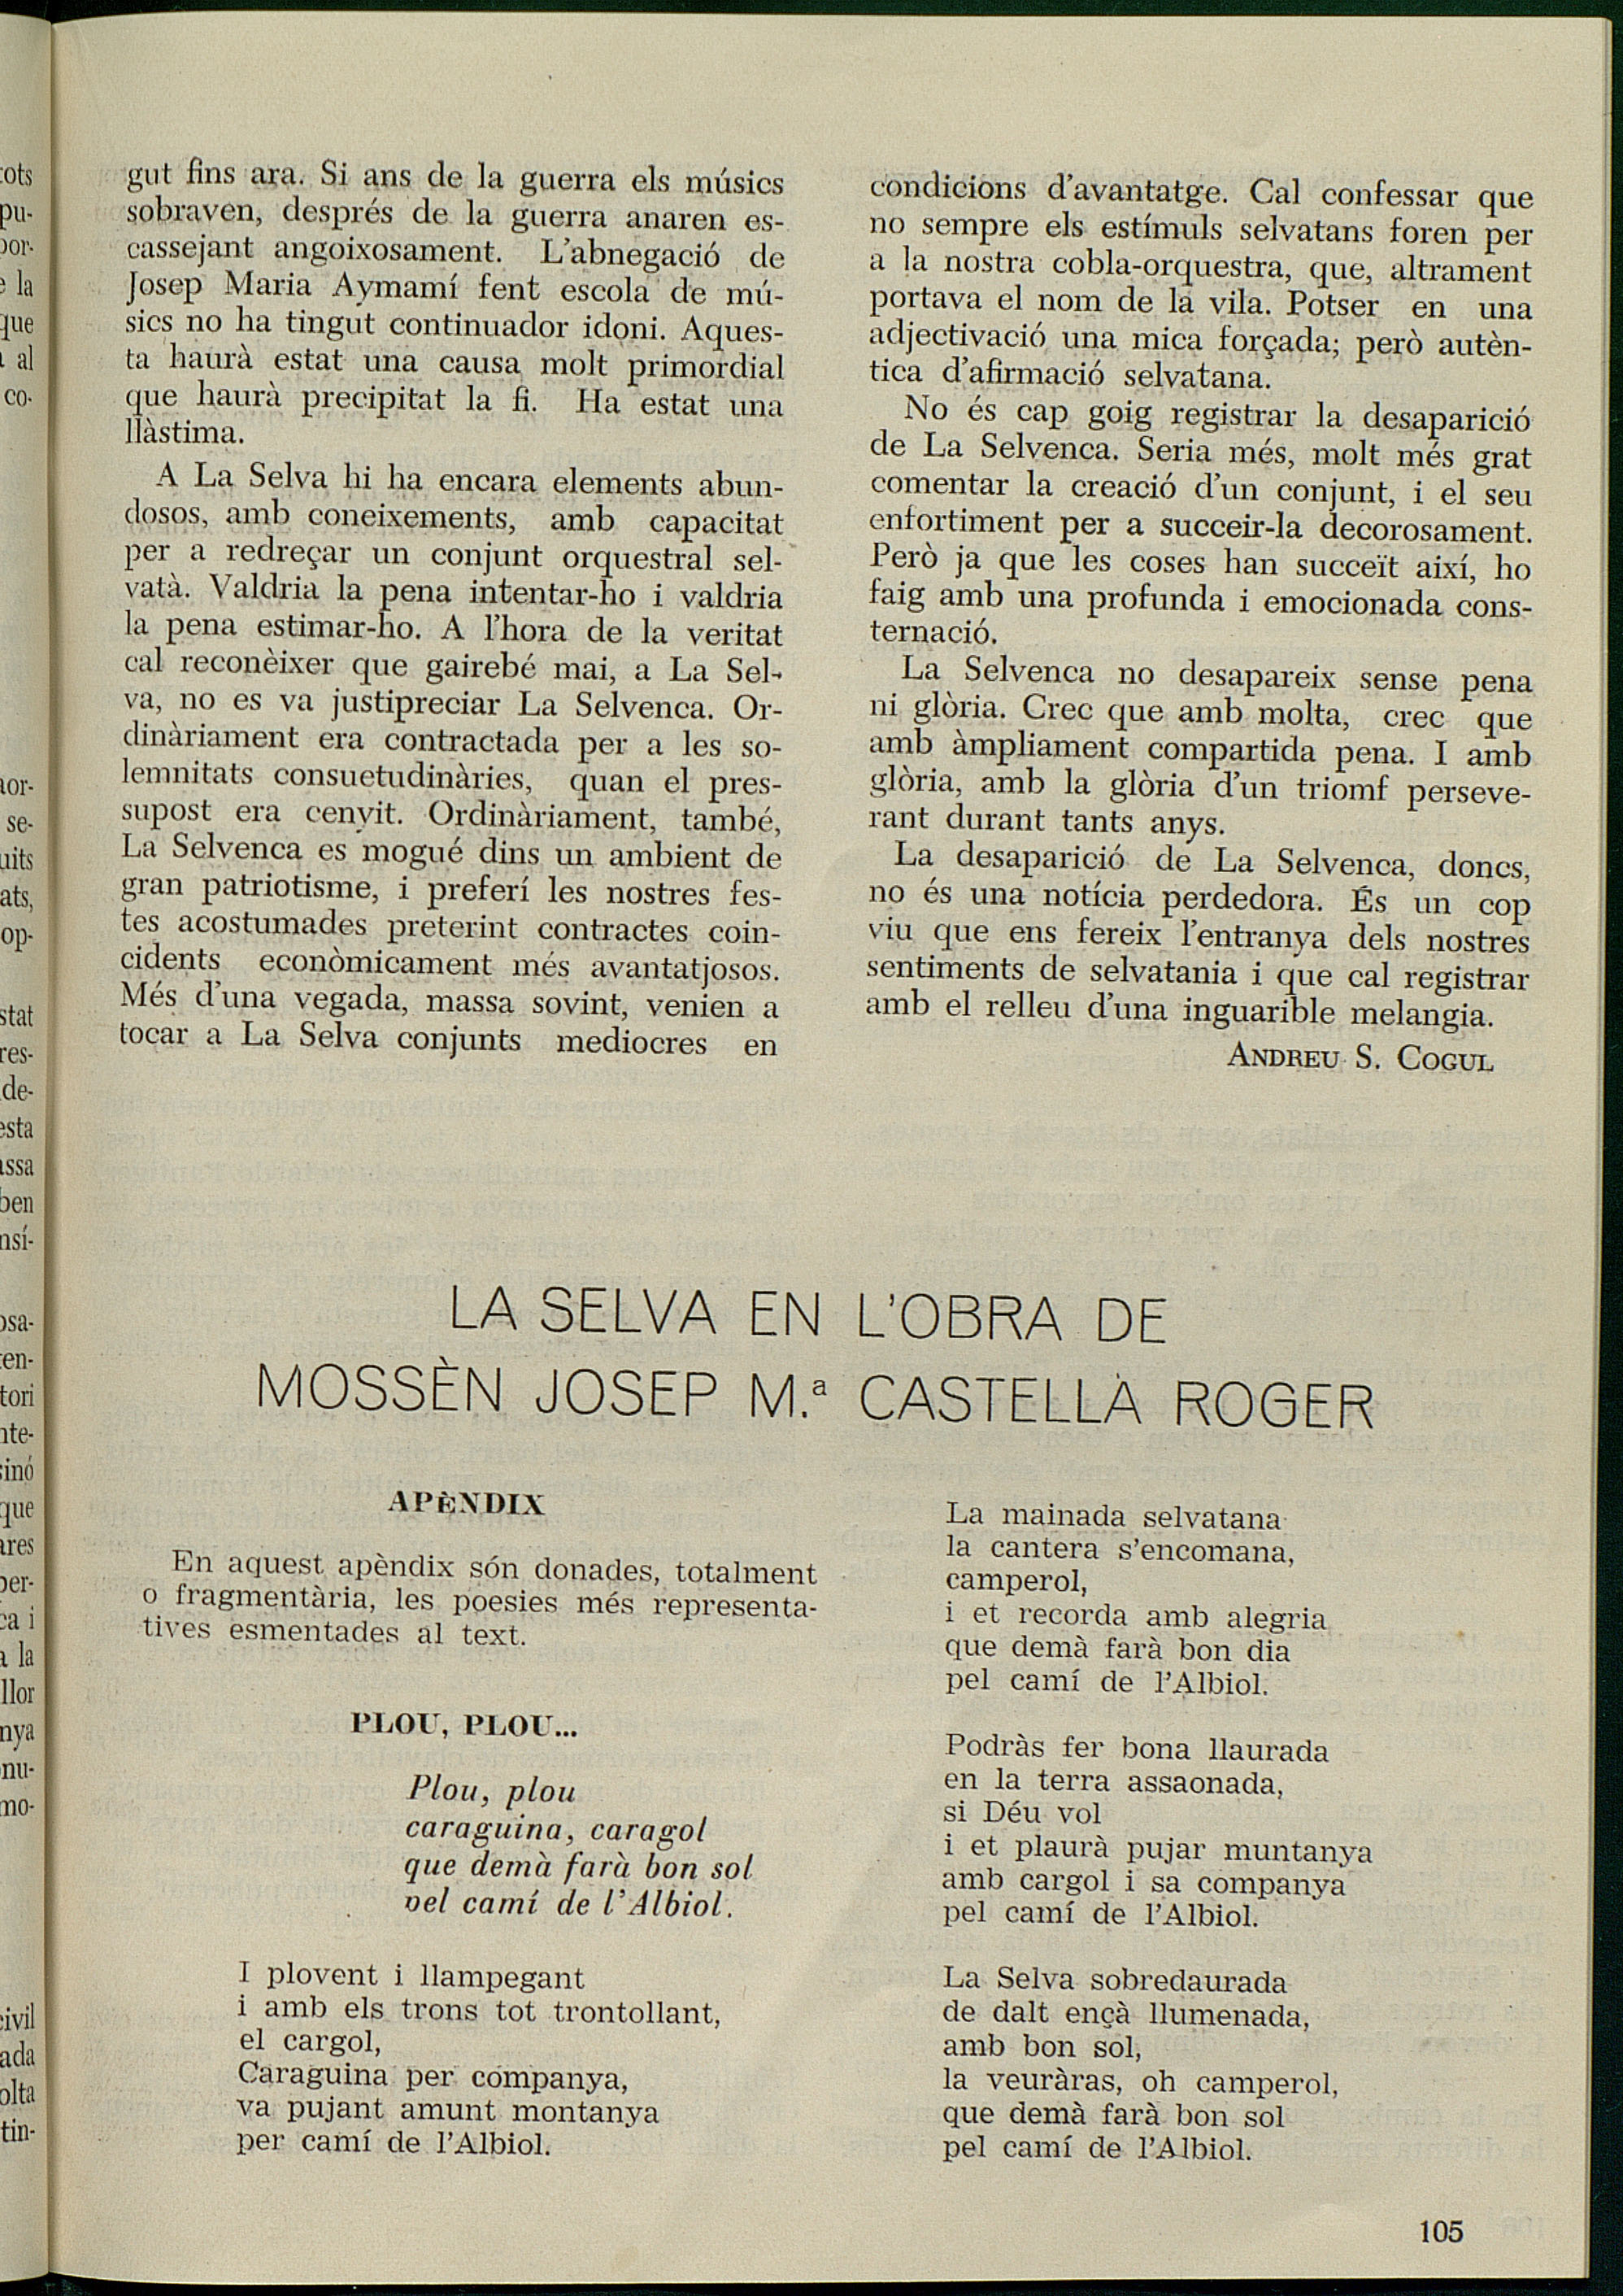 gut fins ara. Si ans de la guerra els músics
sobraven, després de la guerra anaren es-
cassejant angoixosament. L'abnegació de
Josep Maria Aymamí fent escola de mú-
sics no ha tingut continuador idoni. Aques-
ta haurà estat una causa molt primordial
que haurà precipitat la fi. Ha estat una
llàstima.
A La Selva hi ha encara elements abun-
dosos, amb coneixements, amb capacitat
per a redreçar un conjunt orquestral sel-
vatà. Valdria la pena intentar-ho i valdria
la pena estimar-ho. A l'hora de la veritat
cal reconèixer que gairebé mai, a La Sel-
va, no es va justipreciar La Selvenca. Or-
dinàriament era contractada per a les so-
lemnitats consuetudinàries, quan el pres-
supost era cenyit. Ordinàriament, també,
La Selvenca es mogué dins un ambient de
gran patriotisme, i preferí les nostres fes-
tes acostumades preterint contractes coin-
cidents econòmicament més avantatjosos.
Més d'una vegada, massa sovint, venien a
tocar a La Selva conjunts mediocres en
condicions d'avantatge. Cal confessar que
no sempre els estímuls selvatans foren per
a la nostra cobla-orquestra, que, altrament
portava el nom de la vila. Potser en una
adjectivació una mica forçada; però autèn-
tica d'afirmació selvatana.
No és cap goig registrar la desaparició
de La Selvenca. Seria més, molt més grat
comentar la creació d'un conjunt, i el seu
enfortiment per a succeir-la decorosament.
Però ja que les coses han succeït així, ho
faig amb una profunda i emocionada cons-
ternació.
La Selvenca no desapareix sense pena
ni glòria. Crec que amb molta, crec que
amb àmpliament compartida pena. I amb
glòria, amb la glòria d'un triomf perseve-
rant durant tants anys.
La desaparició de La Selvenca, doncs,
no és una notícia perdedora. És un cop
viu que ens fereix l'entranya dels nostres
sentiments de selvatania i que cal registrar
amb el relleu d'una inguarible melangia.
ANDREU S. COGUL
LA SELVA EN L'OBRA DE
MOSSÈN JOSEP M.ª CASTELLÀ ROGER
APÈNDIX
En aquest apèndix són donades, totalment
o fragmentària, les poesies més representa-
tives esmentades al text.
PLOU, PLOU...
Plou, plou
caraguina, caragol
que demà farà bon sol
pel camí de l'Albiol.
I plovent i llampegant
i amb els trons tot trontollant,
el cargol,
Caraguina per companya,
va pujant amunt montanya
per camí de l'Albiol.
La mainada selvatana
la cantera s'encomana,
camperol,
i et recorda amb alegria
que demà farà bon dia
pel camí de l'Albiol.
Podràs fer bona llaurada
en la terra assaonada,
si Déu vol
i et plaurà pujar muntanya
amb cargol i sa companya
pel camí de l'Albiol.
La Selva sobredaurada
de dalt ençà llumenada,
amb bon sol,
la veuràras, oh camperol,
que demà farà bon sol
pel camí de l'Albiol.
105